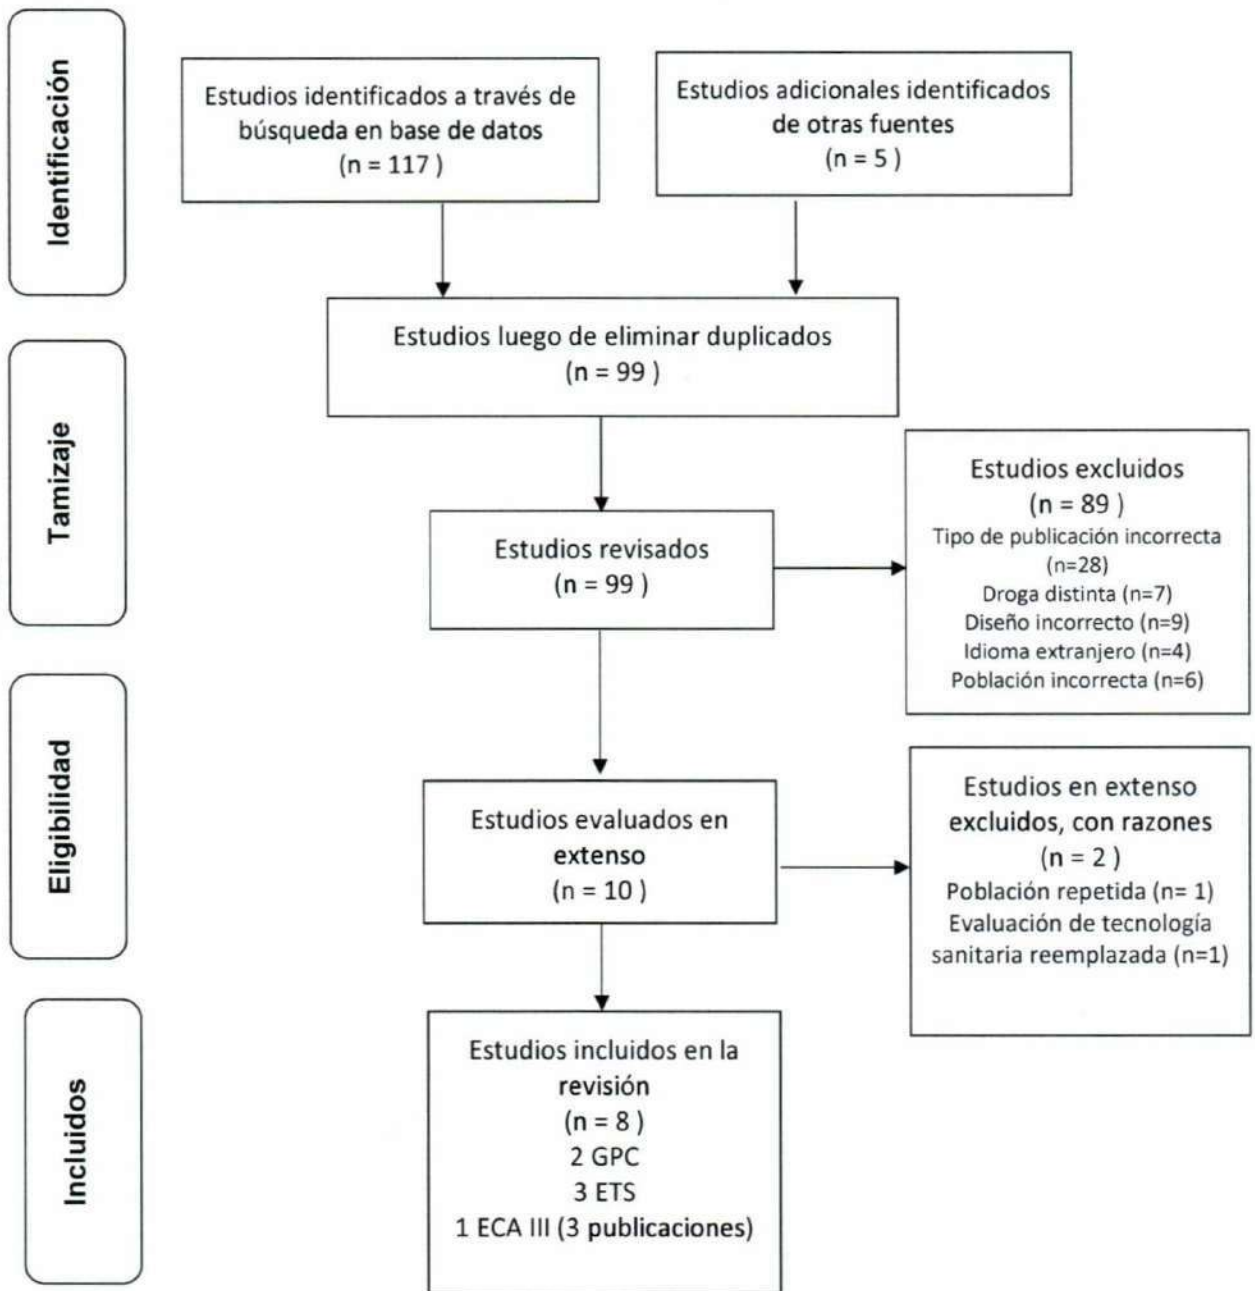 Identificación
Estudios identificados a través de
búsqueda en base de datos
(n = 117 )
Estudios adicionales identificados
de otras fuentes
(n = 5 )
Estudios luego de eliminar duplicados
(n = 99 )
Tamizaje
Estudios revisados
(n = 99 )
Estudios excluidos
(n = 89 )
Tipo de publicación incorrecta
(n=28)
Droga distinta (n=7)
Diseño incorrecto (n=9)
Idioma extranjero (n=4)
Población incorrecta (n=6)
Eligibilidad
Estudios evaluados en
extenso
(n = 10 )
Estudios en extenso
excluidos, con razones
(n = 2 )
Población repetida (n= 1)
Evaluación de tecnología
sanitaria reemplazada (n=1)
Incluidos
Estudios incluidos en la
revisión
(n = 8 )
2 GPC
3 ETS
1 ECA III (3 publicaciones)